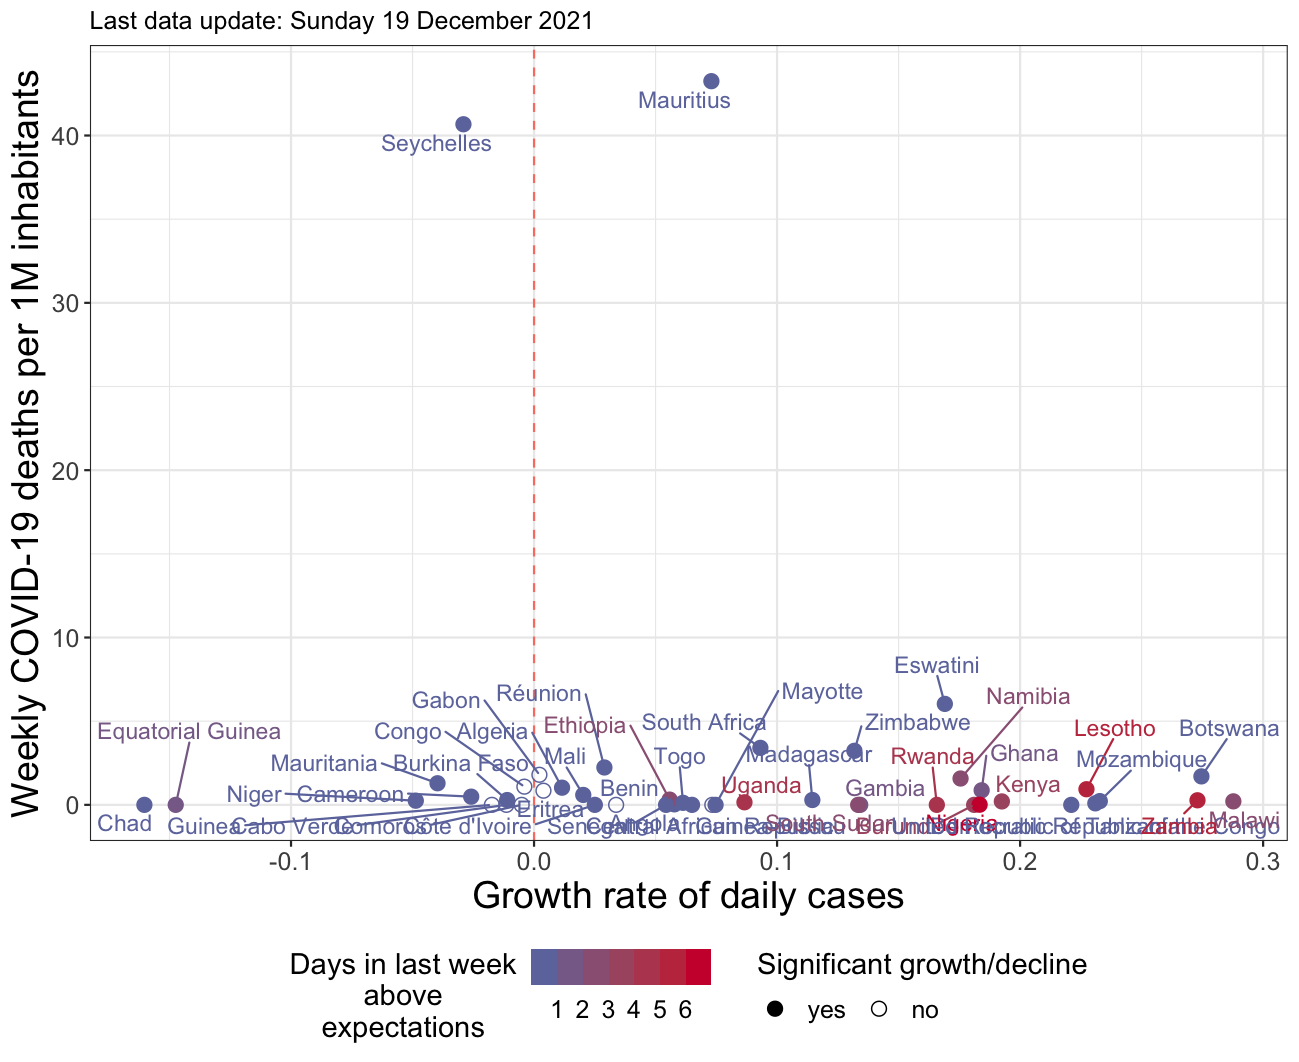 Last data update: Sunday 19 December 2021
Weekly COVID-19 deaths per 1M inhabitants
40
30
20
10
0
Mauritius
Seychelles
Eswatini
Mayotte
Réunion
Gabon
Namibia
Equatorial Guinea
Congo
Algeria
Ethiopia
South Africa
Zimbabwe
Lesotho
Botswana
Mauritania
Burkina Faso
Mali
Togo
Madagascar
Rwanda
Ghana
Mozambique
Niger
Cameroon
Benin
Uganda
Gambia
Kenya
Eritrea
Chad
Guinea
Cabo Verde
Comoros
Côte d'Ivoire
Senegal
Angola
Central African Republic
Guinea-Bissau
South Sudan
Burundi
Nigeria
Zambia
Malawi
-0.1
0.0
0.1
0.2
0.3
Growth rate of daily cases
Days in last week
above
expectations
1 2 3 4 5 6
Significant growth/decline
yes
no